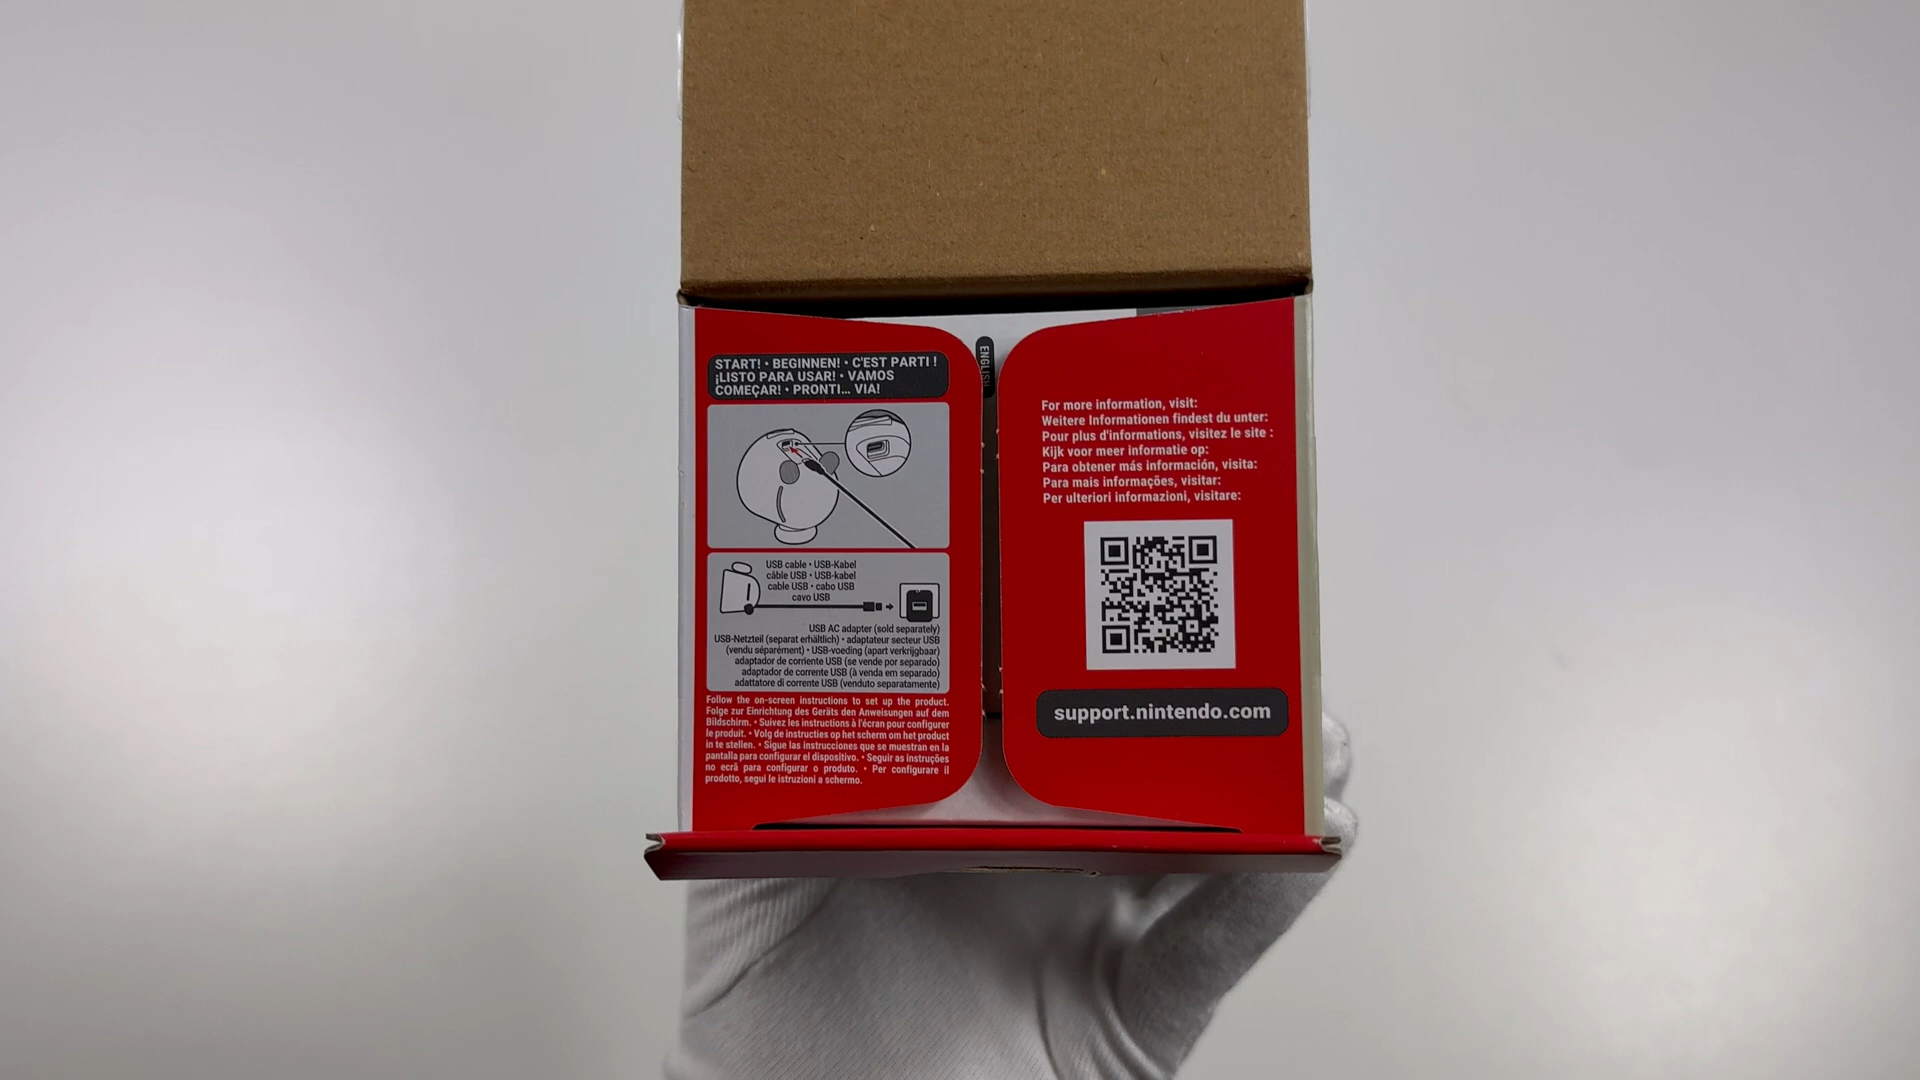 START! • BEGINNEN! • C'EST PARTI !
¡LISTO PARA USAR! • VAMOS
COMEÇAR! • PRONTI... VIA!
USB cable • USB-Kabel
câble USB • USB-kabel
cable USB • cabo USB
cavo USB
USB AC adapter (sold separately)
USB-Netzteil (separat erhältlich) • adaptateur secteur USB
(vendu séparément) • USB-voeding (apart verkrijgbaar)
adaptador de corriente USB (se vende por separado)
adaptador de corrente USB (à venda em separado)
adattatore di corrente USB (venduto separatamente)
Follow the on-screen instructions to set up the product.
Folge zur Einrichtung des Geräts den Anweisungen auf dem
Bildschirm. • Suivez les instructions à l'écran pour configurer
le produit. • Volg de instructies op het scherm om het product
in te stellen. • Sigue las instrucciones que se muestran en la
pantalla para configurar el dispositivo. • Seguir as instruções
no ecrã para configurar o produto. • Per configurare il
prodotto, segui le istruzioni a schermo.
ENGLISH
For more information, visit:
Weitere Informationen findest du unter:
Pour plus d'informations, visitez le site :
Kijk voor meer informatie op:
Para obtener más información, visita:
Para mais informações, visitar:
Per ulteriori informazioni, visitare:
support.nintendo.com